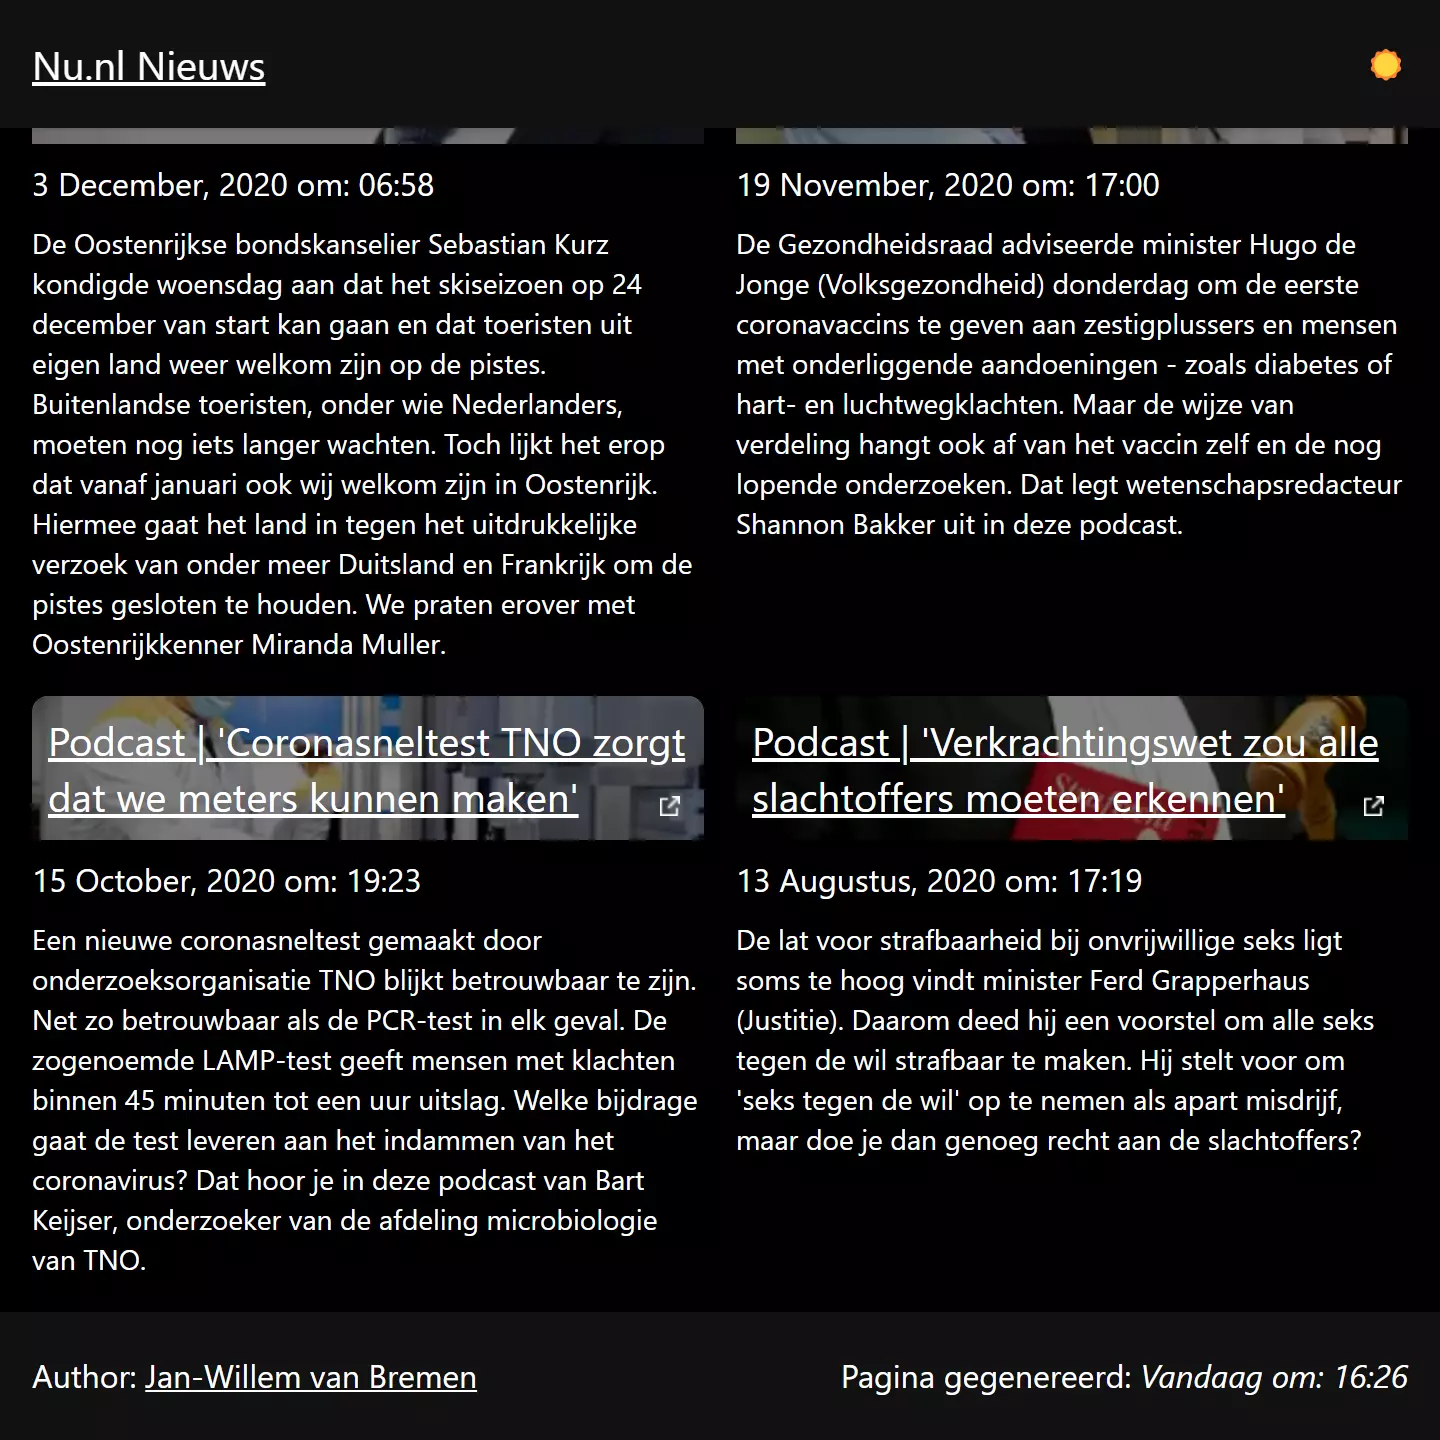 Nu.nl Nieuws
3 December, 2020 om: 06:58
De Oostenrijkse bondskanselier Sebastian Kurz
kondigde woensdag aan dat het skiseizoen op 24
december van start kan gaan en dat toeristen uit
eigen land weer welkom zijn op de pistes.
Buitenlandse toeristen, onder wie Nederlanders,
moeten nog iets langer wachten. Toch lijkt het erop
dat vanaf januari ook wij welkom zijn in Oostenrijk.
Hiermee gaat het land in tegen het uitdrukkelijke
verzoek van onder meer Duitsland en Frankrijk om de
pistes gesloten te houden. We praten erover met
Oostenrijkkenner Miranda Muller.
19 November, 2020 om: 17:00
De Gezondheidsraad adviseerde minister Hugo de
Jonge (Volksgezondheid) donderdag om de eerste
coronavaccins te geven aan zestigplussers en mensen
met onderliggende aandoeningen - zoals diabetes of
hart- en luchtwegklachten. Maar de wijze van
verdeling hangt ook af van het vaccin zelf en de nog
lopende onderzoeken. Dat legt wetenschapsredacteur
Shannon Bakker uit in deze podcast.
Podcast | 'Coronasneltest TNO zorgt
dat we meters kunnen maken'
15 October, 2020 om: 19:23
Een nieuwe coronasneltest gemaakt door
onderzoeksorganisatie TNO blijkt betrouwbaar te zijn.
Net zo betrouwbaar als de PCR-test in elk geval. De
zogenoemde LAMP-test geeft mensen met klachten
binnen 45 minuten tot een uur uitslag. Welke bijdrage
gaat de test leveren aan het indammen van het
coronavirus? Dat hoor je in deze podcast van Bart
Keijser, onderzoeker van de afdeling microbiologie
van TNO.
Podcast | 'Verkrachtingswet zou alle
slachtoffers moeten erkennen'
13 Augustus, 2020 om: 17:19
De lat voor strafbaarheid bij onvrijwillige seks ligt
soms te hoog vindt minister Ferd Grapperhaus
(Justitie). Daarom deed hij een voorstel om alle seks
tegen de wil strafbaar te maken. Hij stelt voor om
'seks tegen de wil' op te nemen als apart misdrijf,
maar doe je dan genoeg recht aan de slachtoffers?
Author: Jan-Willem van Bremen
Pagina gegenereerd: Vandaag om: 16:26